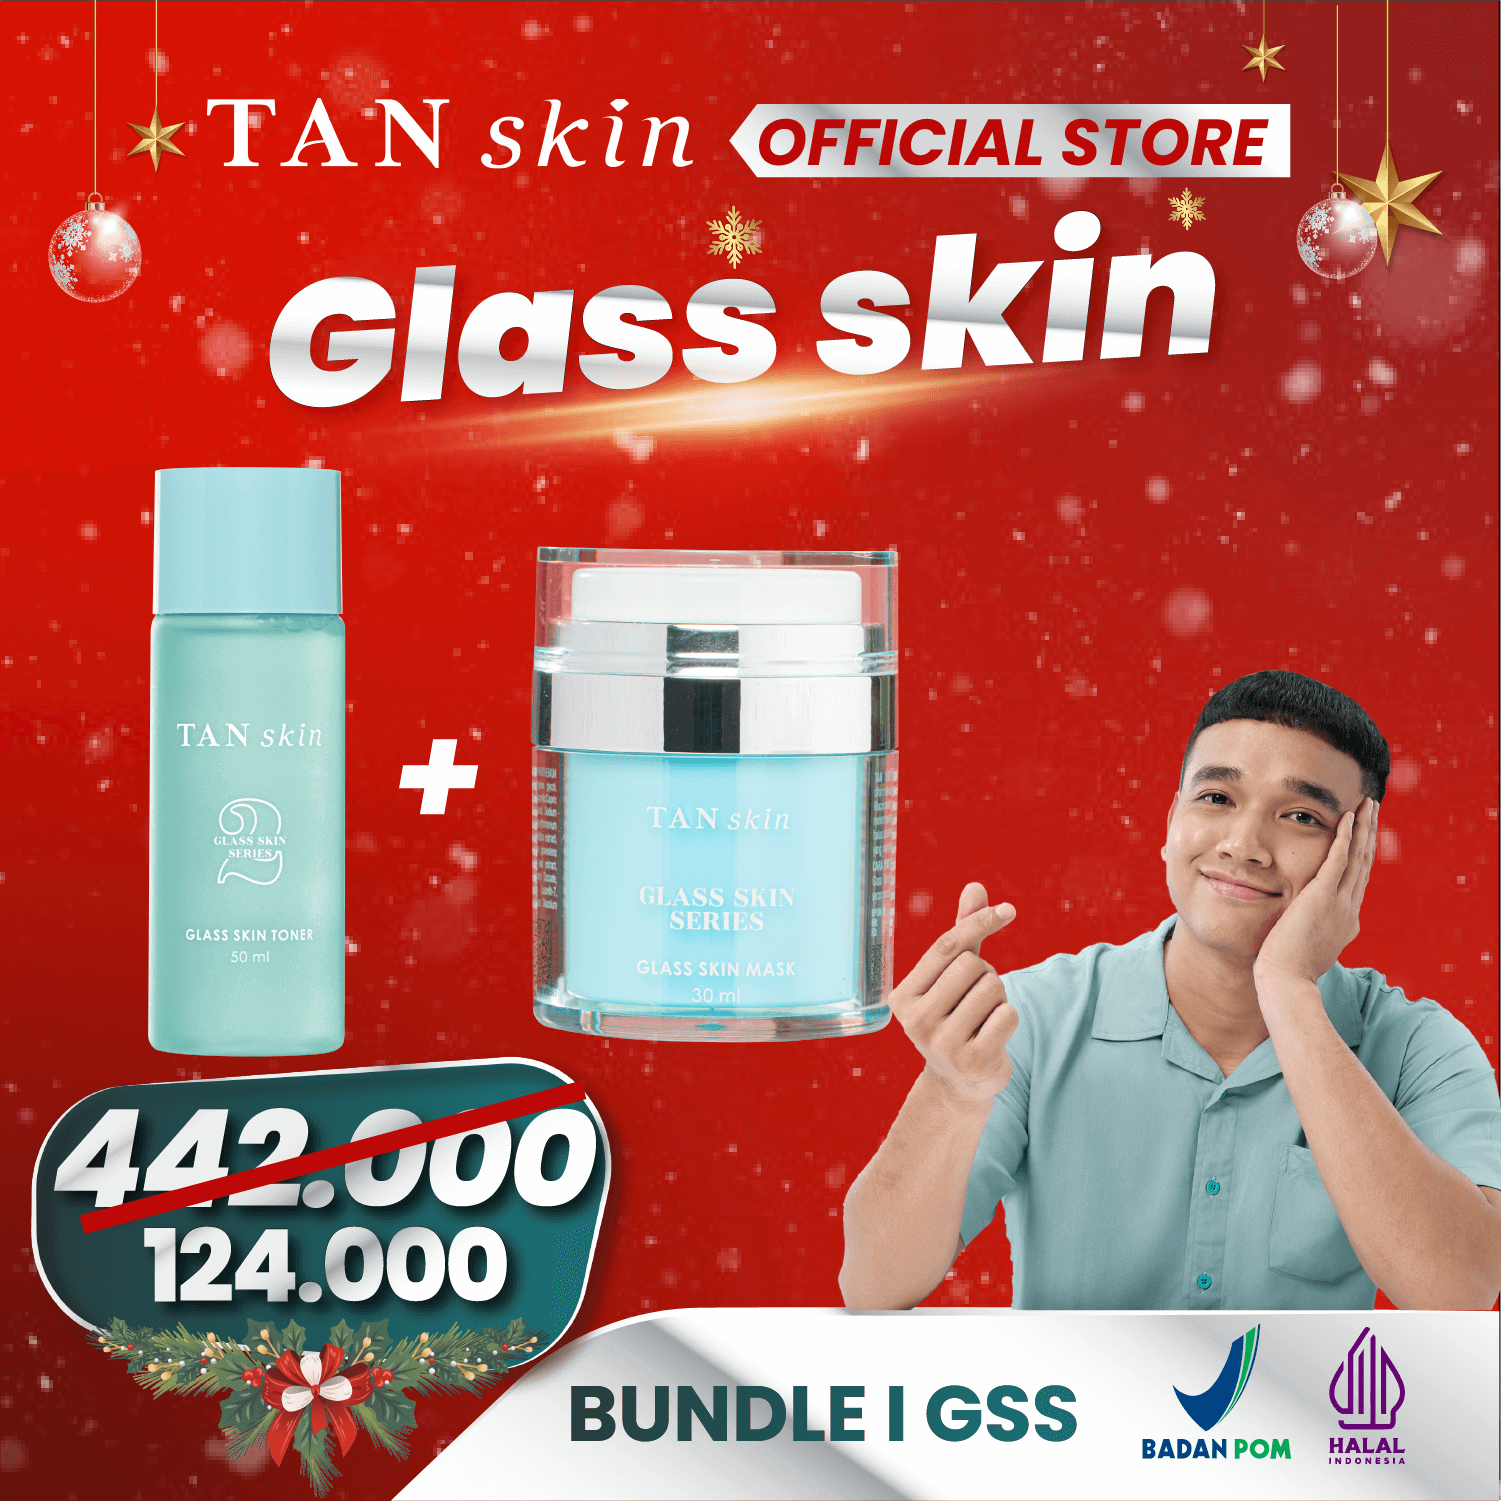 TAN skin OFFICIAL STORE
Glass skin
TAN skin
2
GLASS SKIN
SERIES
GLASS SKIN TONER
50 ml
+
TAN skin
GLASS SKIN
SERIES
GLASS SKIN MASK
30 ml
442.000
124.000
BUNDLE I GSS
BADAN POM
HALAL
INDONESIA